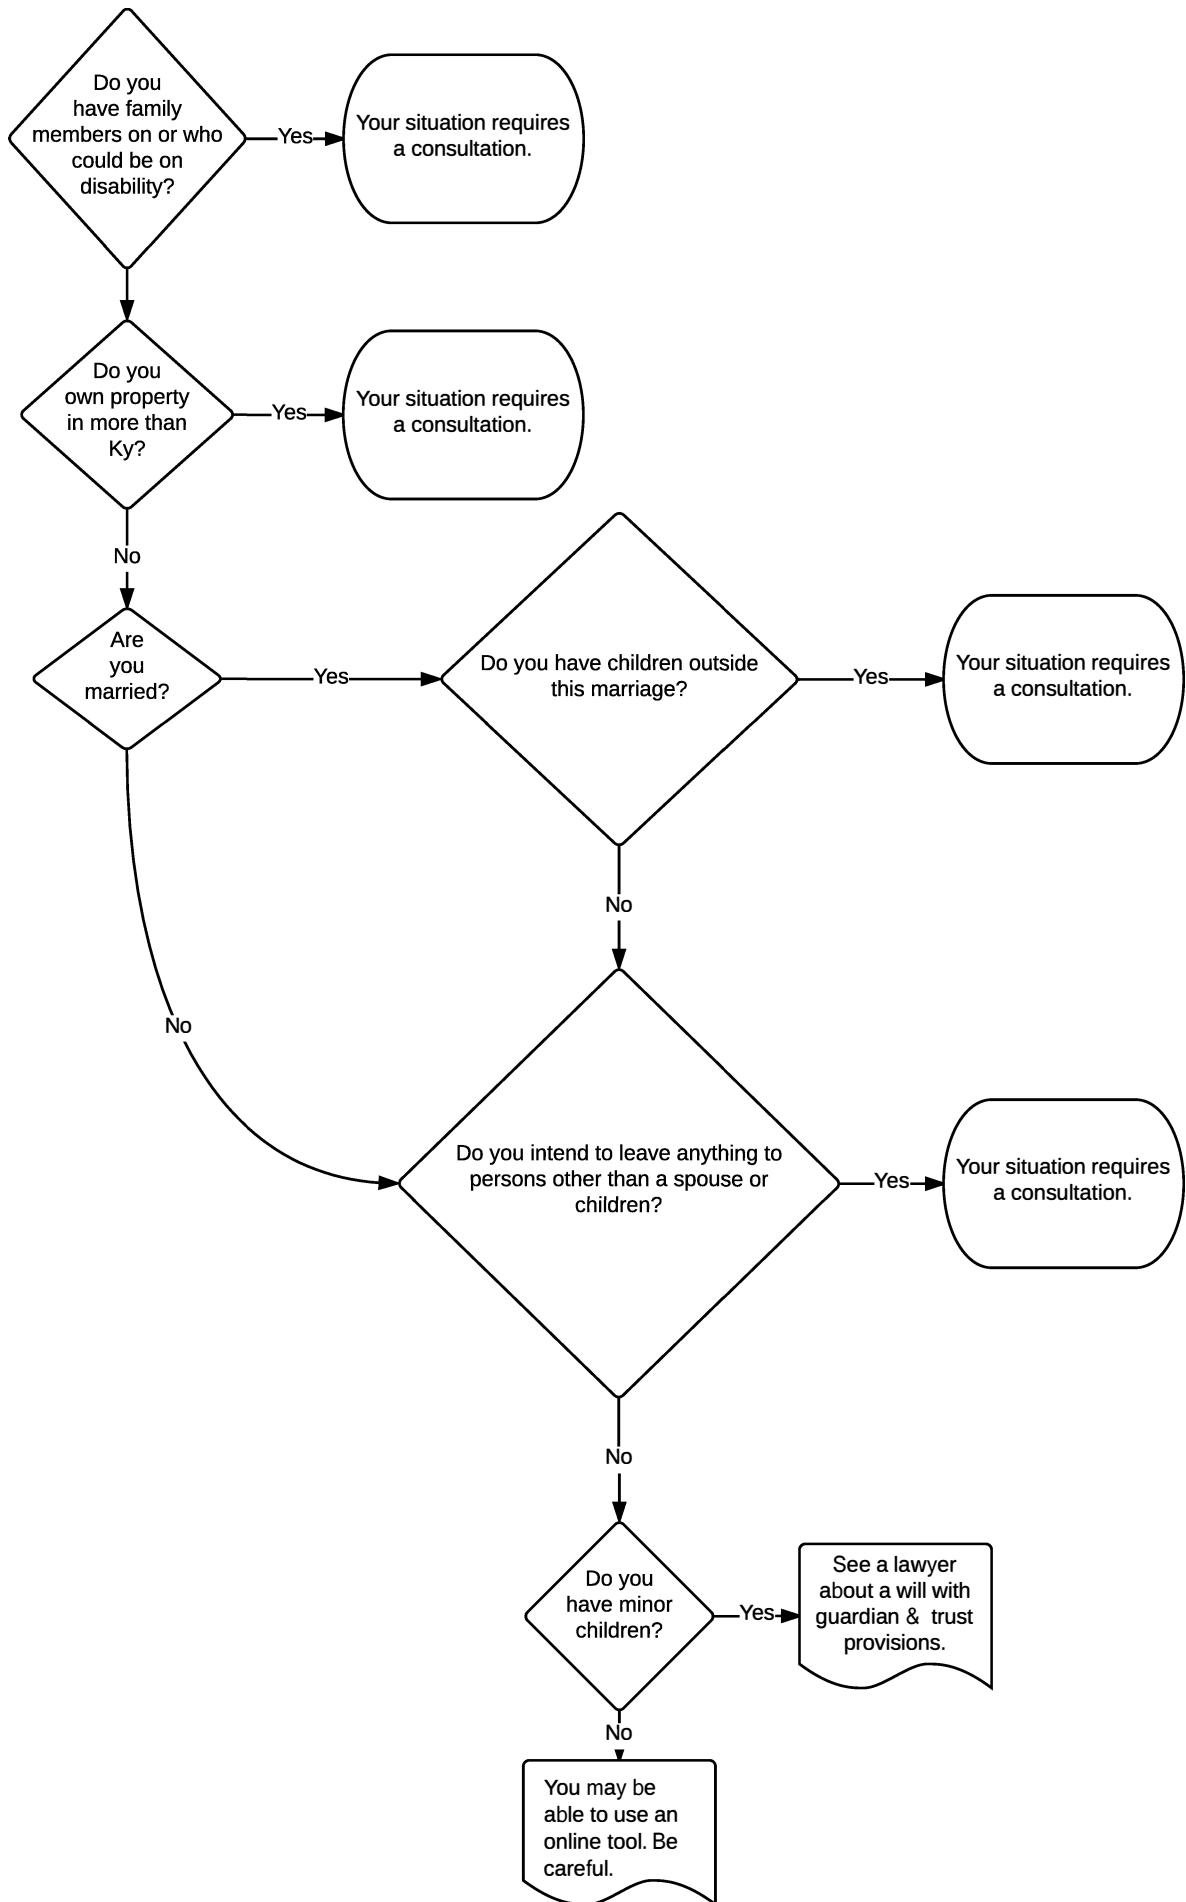 Do you
have family
members on or who
could be on
disability?
Yes
Your situation requires
a consultation.
Do you
own property
in more than
Ky?
Yes
Your situation requires
a consultation.
No
Are
you
married?
Yes
Do you have children outside
this marriage?
Yes
Your situation requires
a consultation.
No
No
Do you intend to leave anything to
persons other than a spouse or
children?
Yes
Your situation requires
a consultation.
No
Do you
have minor
children?
Yes
See a lawyer
about a will with
guardian &  trust
provisions.
No
You may be
able to use an
online tool. Be
careful.